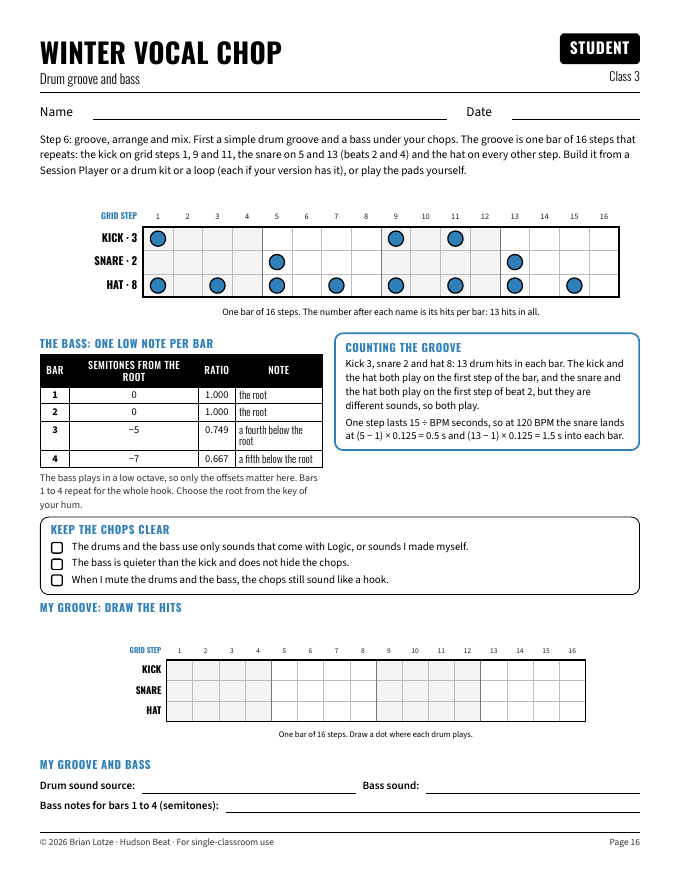 WINTER VOCAL CHOP
STUDENT
Drum groove and bass
Class 3
Name
Date
Step 6: groove, arrange and mix. First a simple drum groove and a bass under your chops. The groove is one bar of 16 steps that
repeats: the kick on grid steps 1, 9 and 11, the snare on 5 and 13 (beats 2 and 4) and the hat on every other step. Build it from a
Session Player or a drum kit or a loop (each if your version has it), or play the pads yourself.
GRID STEP 1 2 3 4 5 6 7 8 9 10 11 12 13 14 15 16
KICK · 3
SNARE · 2
HAT · 8
One bar of 16 steps. The number after each name is its hits per bar: 13 hits in all.
THE BASS: ONE LOW NOTE PER BAR
BAR SEMITONES FROM THE ROOT RATIO NOTE
1 0 1.000 the root
2 0 1.000 the root
3 −5 0.749 a fourth below the root
4 −7 0.667 a fifth below the root
The bass plays in a low octave, so only the offsets matter here. Bars
1 to 4 repeat for the whole hook. Choose the root from the key of
your hum.
COUNTING THE GROOVE
Kick 3, snare 2 and hat 8: 13 drum hits in each bar. The kick and
the hat both play on the first step of the bar, and the snare and
the hat both play on the first step of beat 2, but they are
different sounds, so both play.
One step lasts 15 ÷ BPM seconds, so at 120 BPM the snare lands
at (5 − 1) × 0.125 = 0.5 s and (13 − 1) × 0.125 = 1.5 s into each bar.
KEEP THE CHOPS CLEAR
The drums and the bass use only sounds that come with Logic, or sounds I made myself.
The bass is quieter than the kick and does not hide the chops.
When I mute the drums and the bass, the chops still sound like a hook.
MY GROOVE: DRAW THE HITS
GRID STEP 1 2 3 4 5 6 7 8 9 10 11 12 13 14 15 16
KICK
SNARE
HAT
One bar of 16 steps. Draw a dot where each drum plays.
MY GROOVE AND BASS
Drum sound source:
Bass sound:
Bass notes for bars 1 to 4 (semitones):
© 2026 Brian Lotze · Hudson Beat · For single-classroom use
Page 16